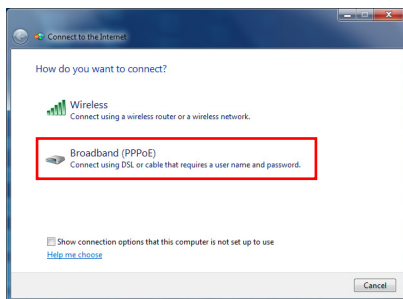 Connect to the Internet
How do you want to connect?
Wireless
Connect using a wireless router or a wireless network.
Broadband (PPPoE)
Connect using DSL or cable that requires a user name and password.
Show connection options that this computer is not set up to use
Help me choose
Cancel